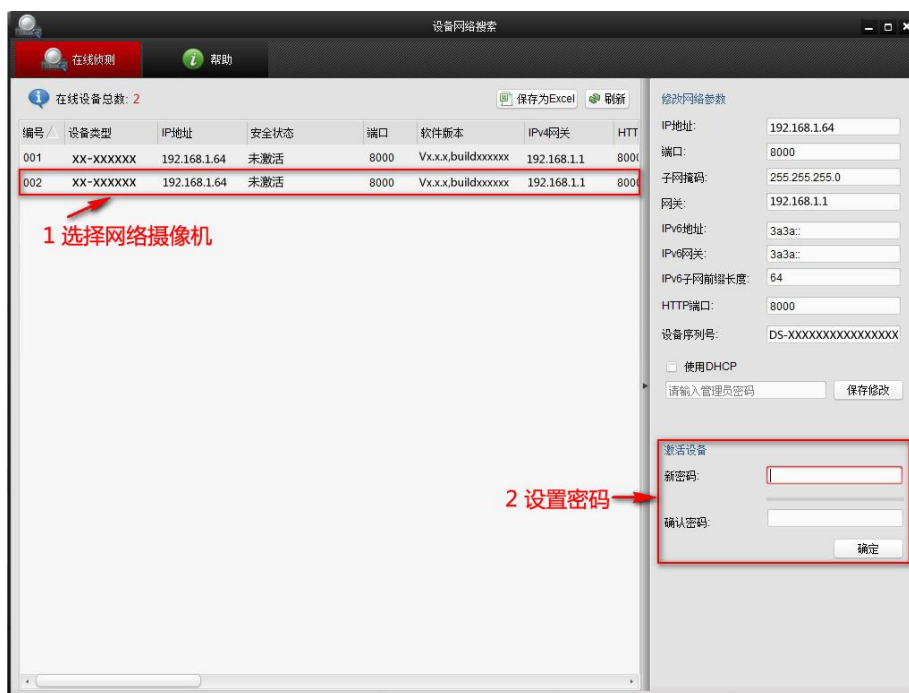 设备网络搜索
在线侦测 帮助
在线设备总数: 2 保存为Excel 刷新
编号 设备类型 IP地址 安全状态 端口 软件版本 IPv4网关 HTT
001 XX-XXXXXX 192.168.1.64 未激活 8000 Vx.x.x,buildxxxxxx 192.168.1.1 8000
002 XX-XXXXXX 192.168.1.64 未激活 8000 Vx.x.x,buildxxxxxx 192.168.1.1 8000
1 选择网络摄像机
修改网络参数
IP地址: 192.168.1.64
端口: 8000
子网掩码: 255.255.255.0
网关: 192.168.1.1
IPv6地址: 3a3a::
IPv6网关: 3a3a::
IPv6子网前缀长度: 64
HTTP端口: 8000
设备序列号: DS-XXXXXXXXXXXXXXXX
使用DHCP
请输入管理员密码 保存修改
激活设备
新密码:
2 设置密码
确认密码:
确定